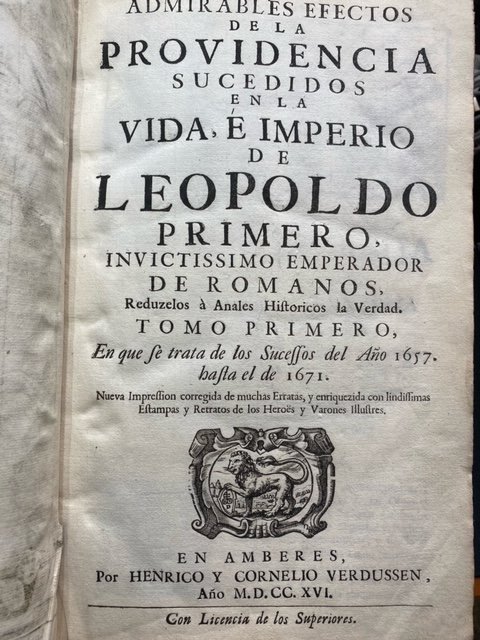 ADMIRABLES EFECTOS
DE LA
PROVIDENCIA
SUCEDIDOS
EN LA
VIDA, É IMPERIO
DE
LEOPOLDO
PRIMERO,
INVICTISSIMO EMPERADOR
DE ROMANOS,
Reduzelos à Anales Hiſtoricos la Verdad.
TOMO PRIMERO,
En que ſe trata de los Suceſſos del Año 1657.
haſta el de 1671.
Nueva Impreſſion corregida de muchas Erratas, y enriquezida con lindiſſimas
Eſtampas y Retratos de los Heroës y Varones Illuſtres.
EN AMBERES,
Por HENRICO Y CORNELIO VERDUSSEN,
Año M.D.CC.XVI.
Con Licencia de los Superiores.